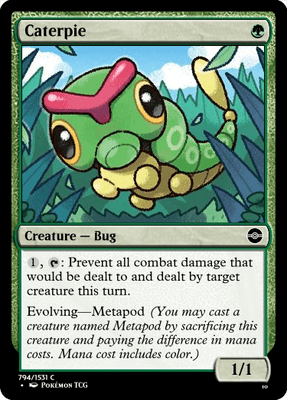 Caterpie
Creature — Bug
1, : Prevent all combat damage that
would be dealt to and dealt by target
creature this turn.
Evolving—Metapod (You may cast a
creature named Metapod by sacrificing this
creature and paying the difference in mana
costs. Mana cost includes color.)
1/1
794/1531 C
• Pokémon TCG